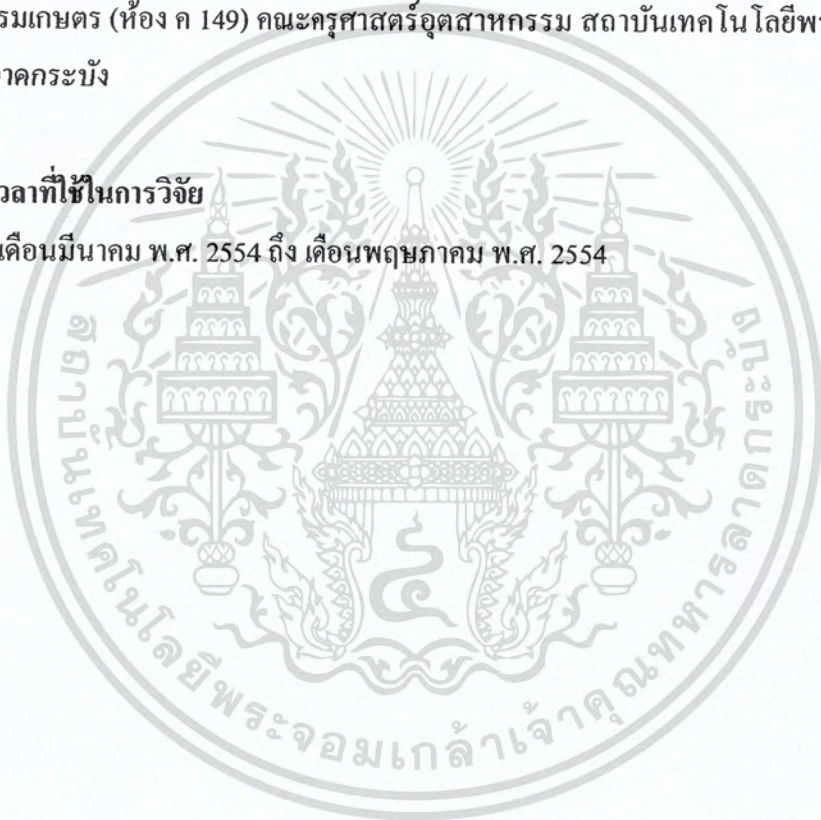 รมเกษตร (ห้อง ค 149) คณะครุศาสตร์อุตสาหกรรม สถาบันเทคโนโลยีพร
าดกระบัง
วลาที่ใช้ในการวิจัย
นเดือนมีนาคม พ.ศ. 2554 ถึง เดือนพฤษภาคม พ.ศ. 2554
สถาบันเทคโนโลยีพระจอมเกล้าเจ้าคุณทหารลาดกระบัง
๔